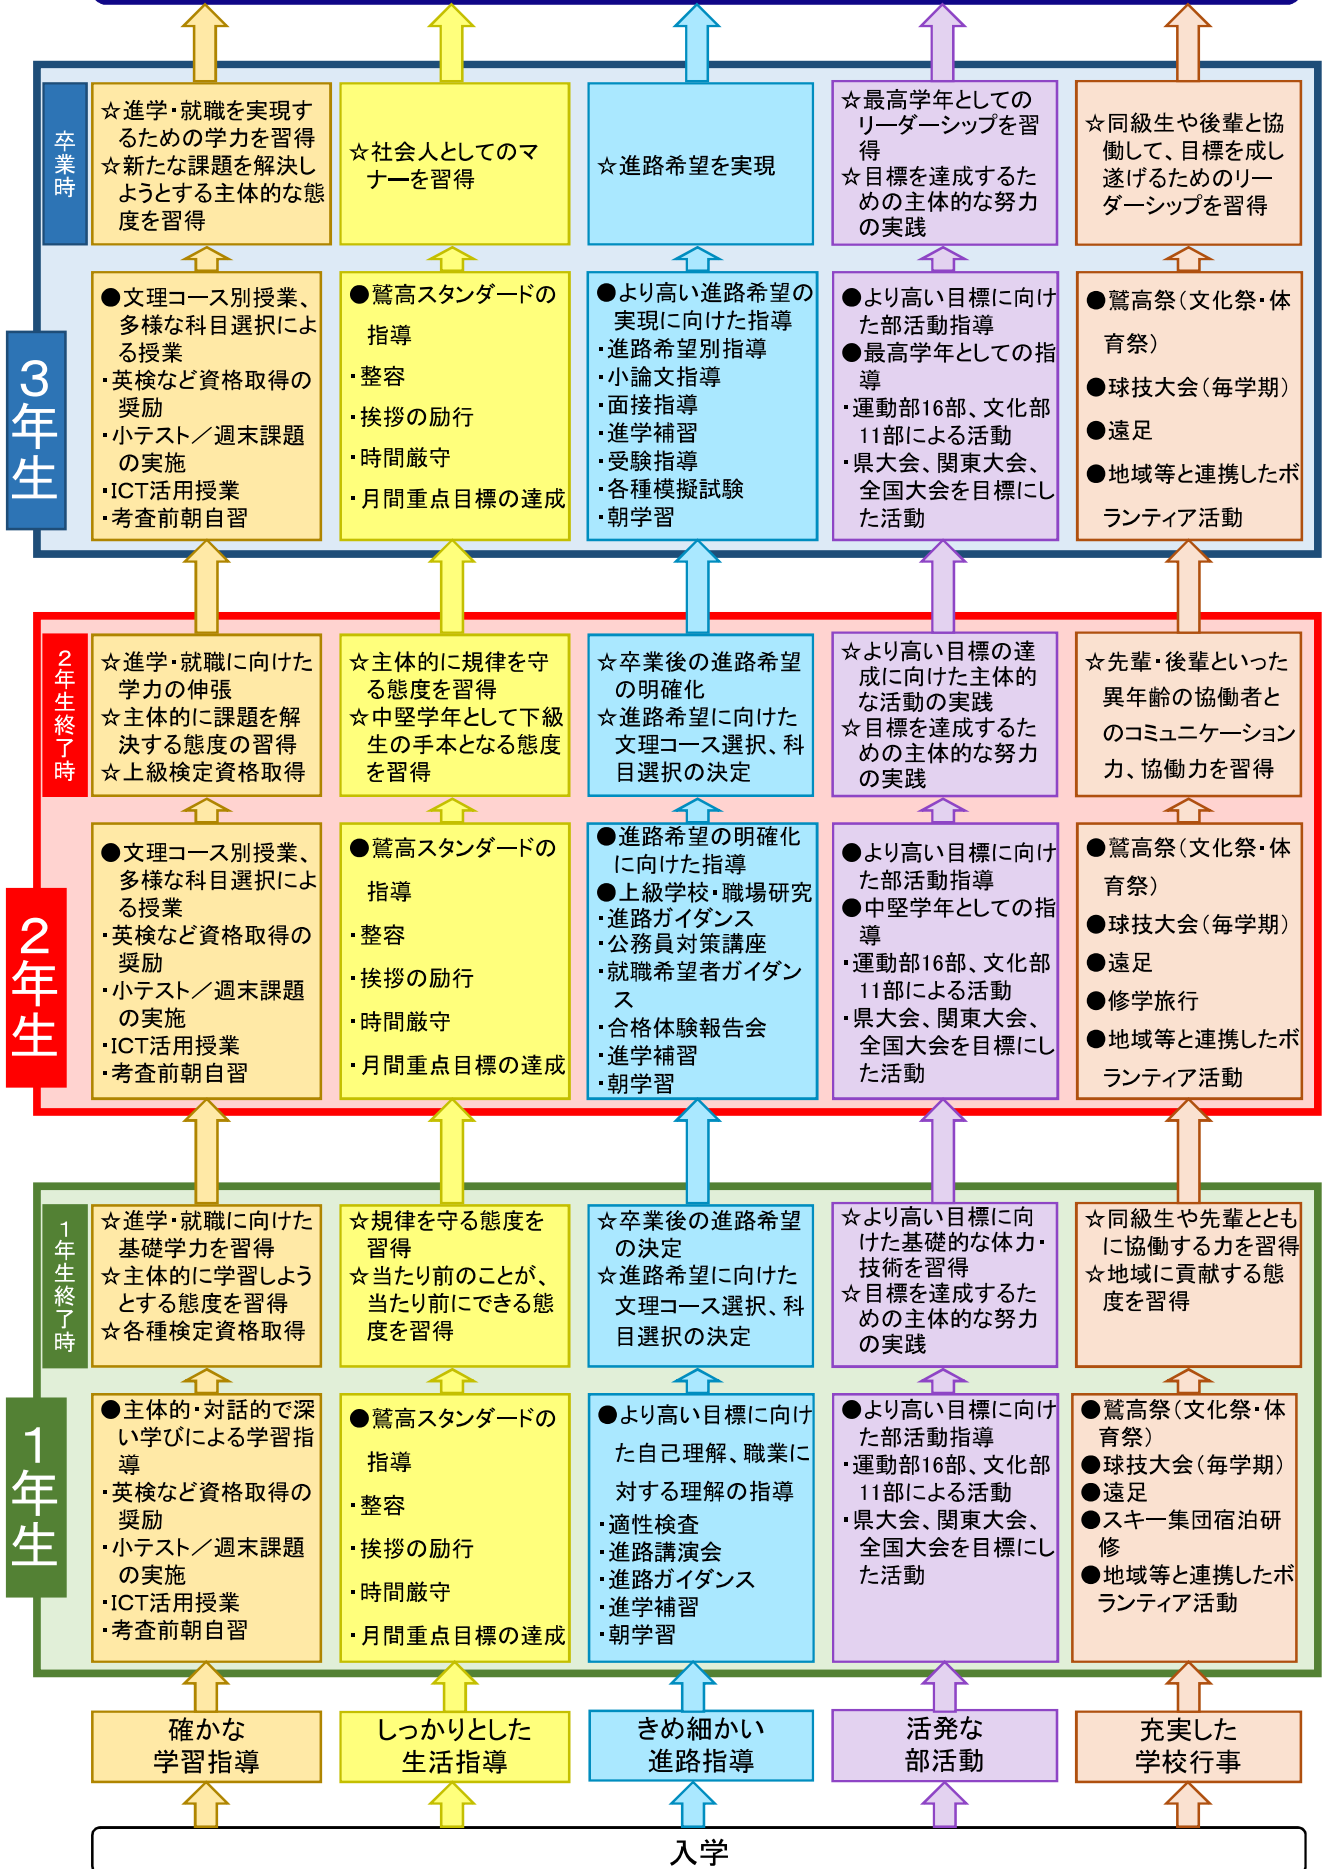 卒業時
☆進学・就職を実現す
るための学力を習得
☆新たな課題を解決し
ようとする主体的な態
度を習得
☆社会人としてのマ
ナーを習得
☆進路希望を実現
☆最高学年としての
リーダーシップを習
得
☆目標を達成するた
めの主体的な努力
の実践
☆同級生や後輩と協
働して、目標を成し
遂げるためのリー
ダーシップを習得
3年生
●文理コース別授業、
多様な科目選択によ
る授業
・英検など資格取得の
奨励
・小テスト／週末課題
の実施
・ICT活用授業
・考査前朝自習
●鷲高スタンダードの
指導
・整容
・挨拶の励行
・時間厳守
・月間重点目標の達成
●より高い進路希望の
実現に向けた指導
・進路希望別指導
・小論文指導
・面接指導
・進学補習
・受験指導
・各種模擬試験
・朝学習
●より高い目標に向け
た部活動指導
●最高学年としての指
導
・運動部16部、文化部
11部による活動
・県大会、関東大会、
全国大会を目標にし
た活動
●鷲高祭（文化祭・体
育祭）
●球技大会（毎学期）
●遠足
●地域等と連携したボ
ランティア活動
2年生終了時
☆進学・就職に向けた
学力の伸張
☆主体的に課題を解
決する態度の習得
☆上級検定資格取得
☆主体的に規律を守
る態度を習得
☆中堅学年として下級
生の手本となる態度
を習得
☆卒業後の進路希望
の明確化
☆進路希望に向けた
文理コース選択、科
目選択の決定
☆より高い目標の達
成に向けた主体的
な活動の実践
☆目標を達成するた
めの主体的な努力
の実践
☆先輩・後輩といった
異年齢の協働者と
のコミュニケーション
力、協働力を習得
2年生
●文理コース別授業、
多様な科目選択によ
る授業
・英検など資格取得の
奨励
・小テスト／週末課題
の実施
・ICT活用授業
・考査前朝自習
●鷲高スタンダードの
指導
・整容
・挨拶の励行
・時間厳守
・月間重点目標の達成
●進路希望の明確化
に向けた指導
●上級学校・職場研究
・進路ガイダンス
・公務員対策講座
・就職希望者ガイダン
ス
・合格体験報告会
・進学補習
・朝学習
●より高い目標に向け
た部活動指導
●中堅学年としての指
導
・運動部16部、文化部
11部による活動
・県大会、関東大会、
全国大会を目標にし
た活動
●鷲高祭（文化祭・体
育祭）
●球技大会（毎学期）
●遠足
●修学旅行
●地域等と連携したボ
ランティア活動
1年生終了時
☆進学・就職に向けた
基礎学力を習得
☆主体的に学習しよう
とする態度を習得
☆各種検定資格取得
☆規律を守る態度を
習得
☆当たり前のことが、
当たり前にできる態
度を習得
☆卒業後の進路希望
の決定
☆進路希望に向けた
文理コース選択、科
目選択の決定
☆より高い目標に向
けた基礎的な体力・
技術を習得
☆目標を達成するた
めの主体的な努力
の実践
☆同級生や先輩ととも
に協働する力を習得
☆地域に貢献する態
度を習得
1年生
●主体的・対話的で深
い学びによる学習指
導
・英検など資格取得の
奨励
・小テスト／週末課題
の実施
・ICT活用授業
・考査前朝自習
●鷲高スタンダードの
指導
・整容
・挨拶の励行
・時間厳守
・月間重点目標の達成
●より高い目標に向け
た自己理解、職業に
対する理解の指導
・適性検査
・進路講演会
・進路ガイダンス
・進学補習
・朝学習
●より高い目標に向け
た部活動指導
・運動部16部、文化部
11部による活動
・県大会、関東大会、
全国大会を目標にし
た活動
●鷲高祭（文化祭・体
育祭）
●球技大会（毎学期）
●遠足
●スキー集団宿泊研
修
●地域等と連携したボ
ランティア活動
確かな
学習指導
しっかりとした
生活指導
きめ細かい
進路指導
活発な
部活動
充実した
学校行事
入学